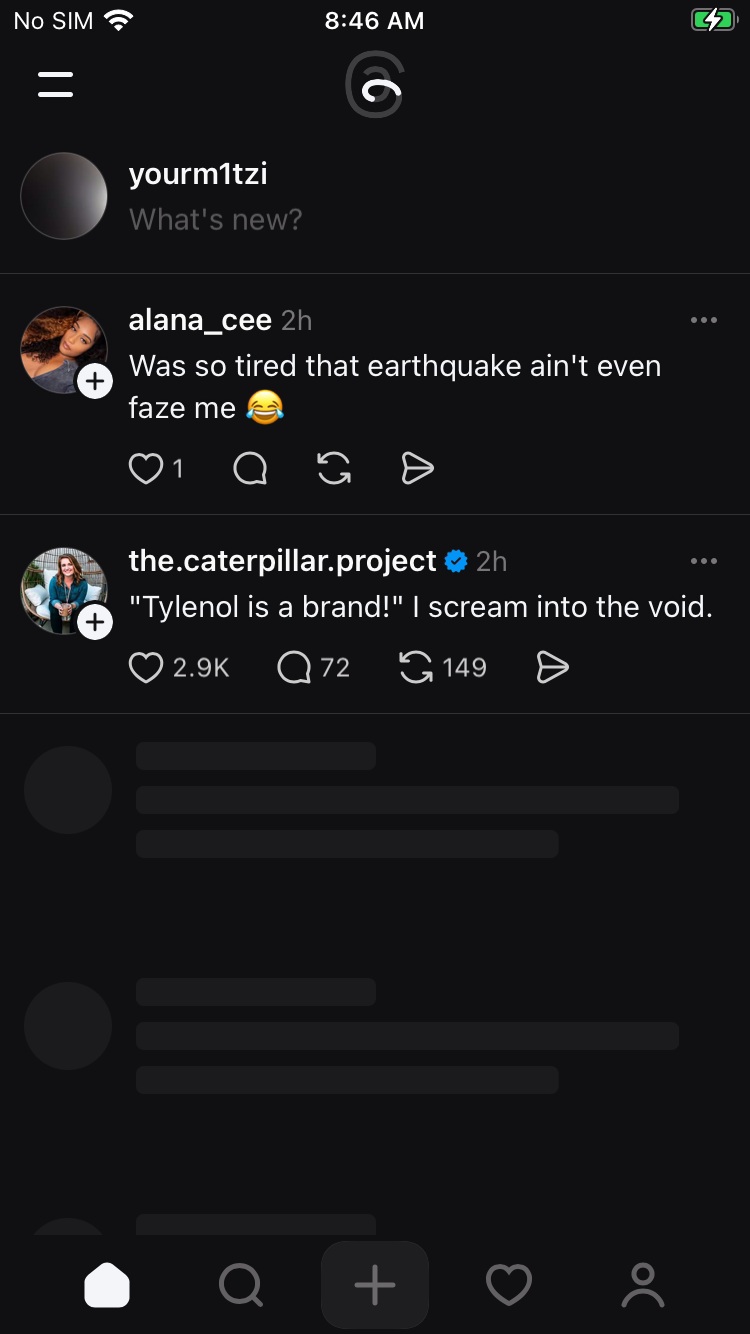 No SIM 8:46 AM
yourm1tzi
What's new?
alana_cee 2h
Was so tired that earthquake ain't even
faze me 😂
1
the.caterpillar.project 2h
"Tylenol is a brand!" I scream into the void.
2.9K 72 149